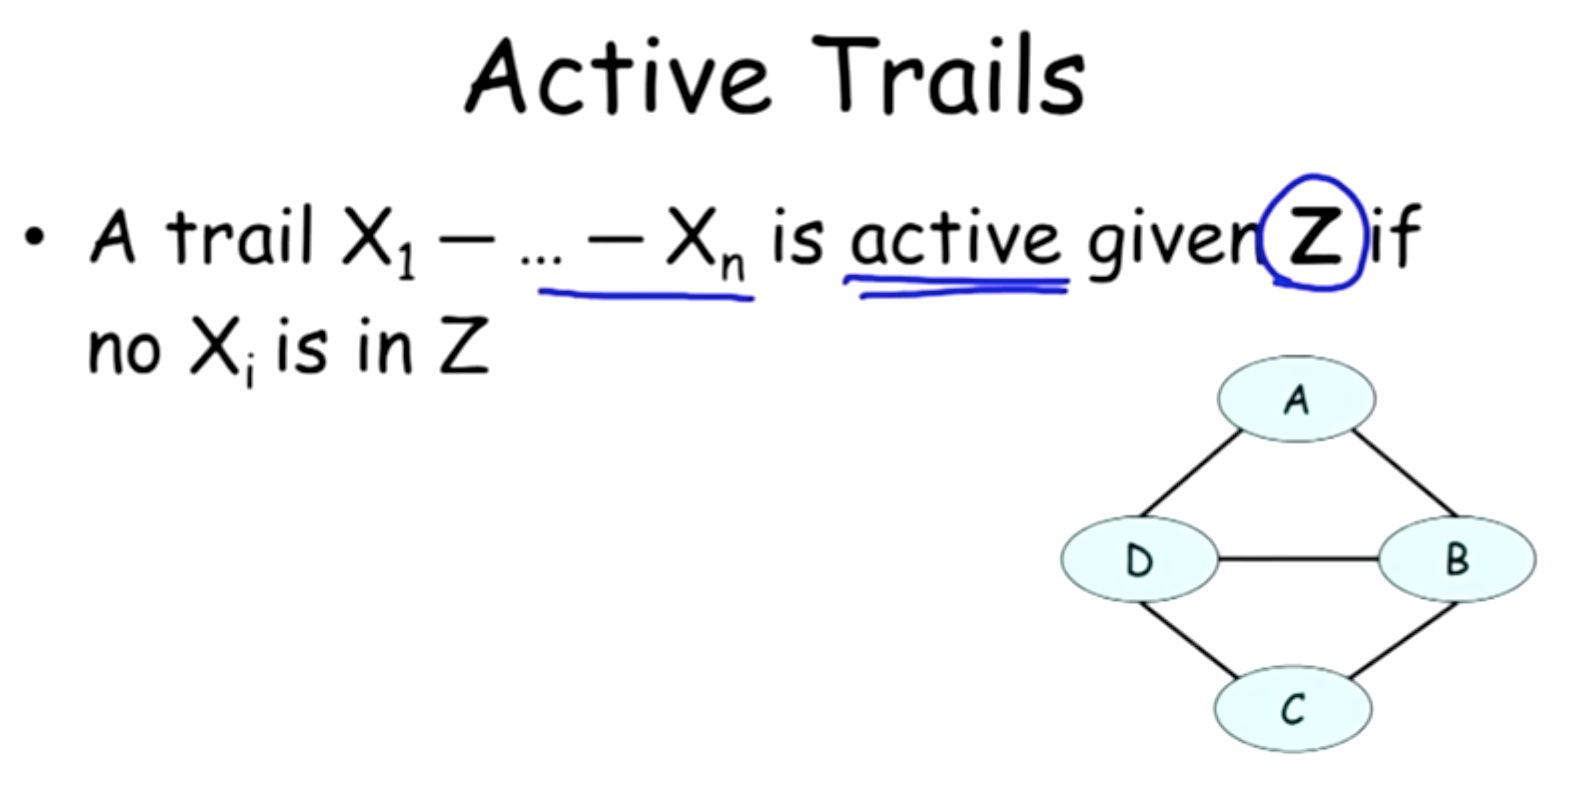 Active Trails
• A trail X₁ – ... – Xₙ is active given Z if
no Xᵢ is in Z
A
D B
C